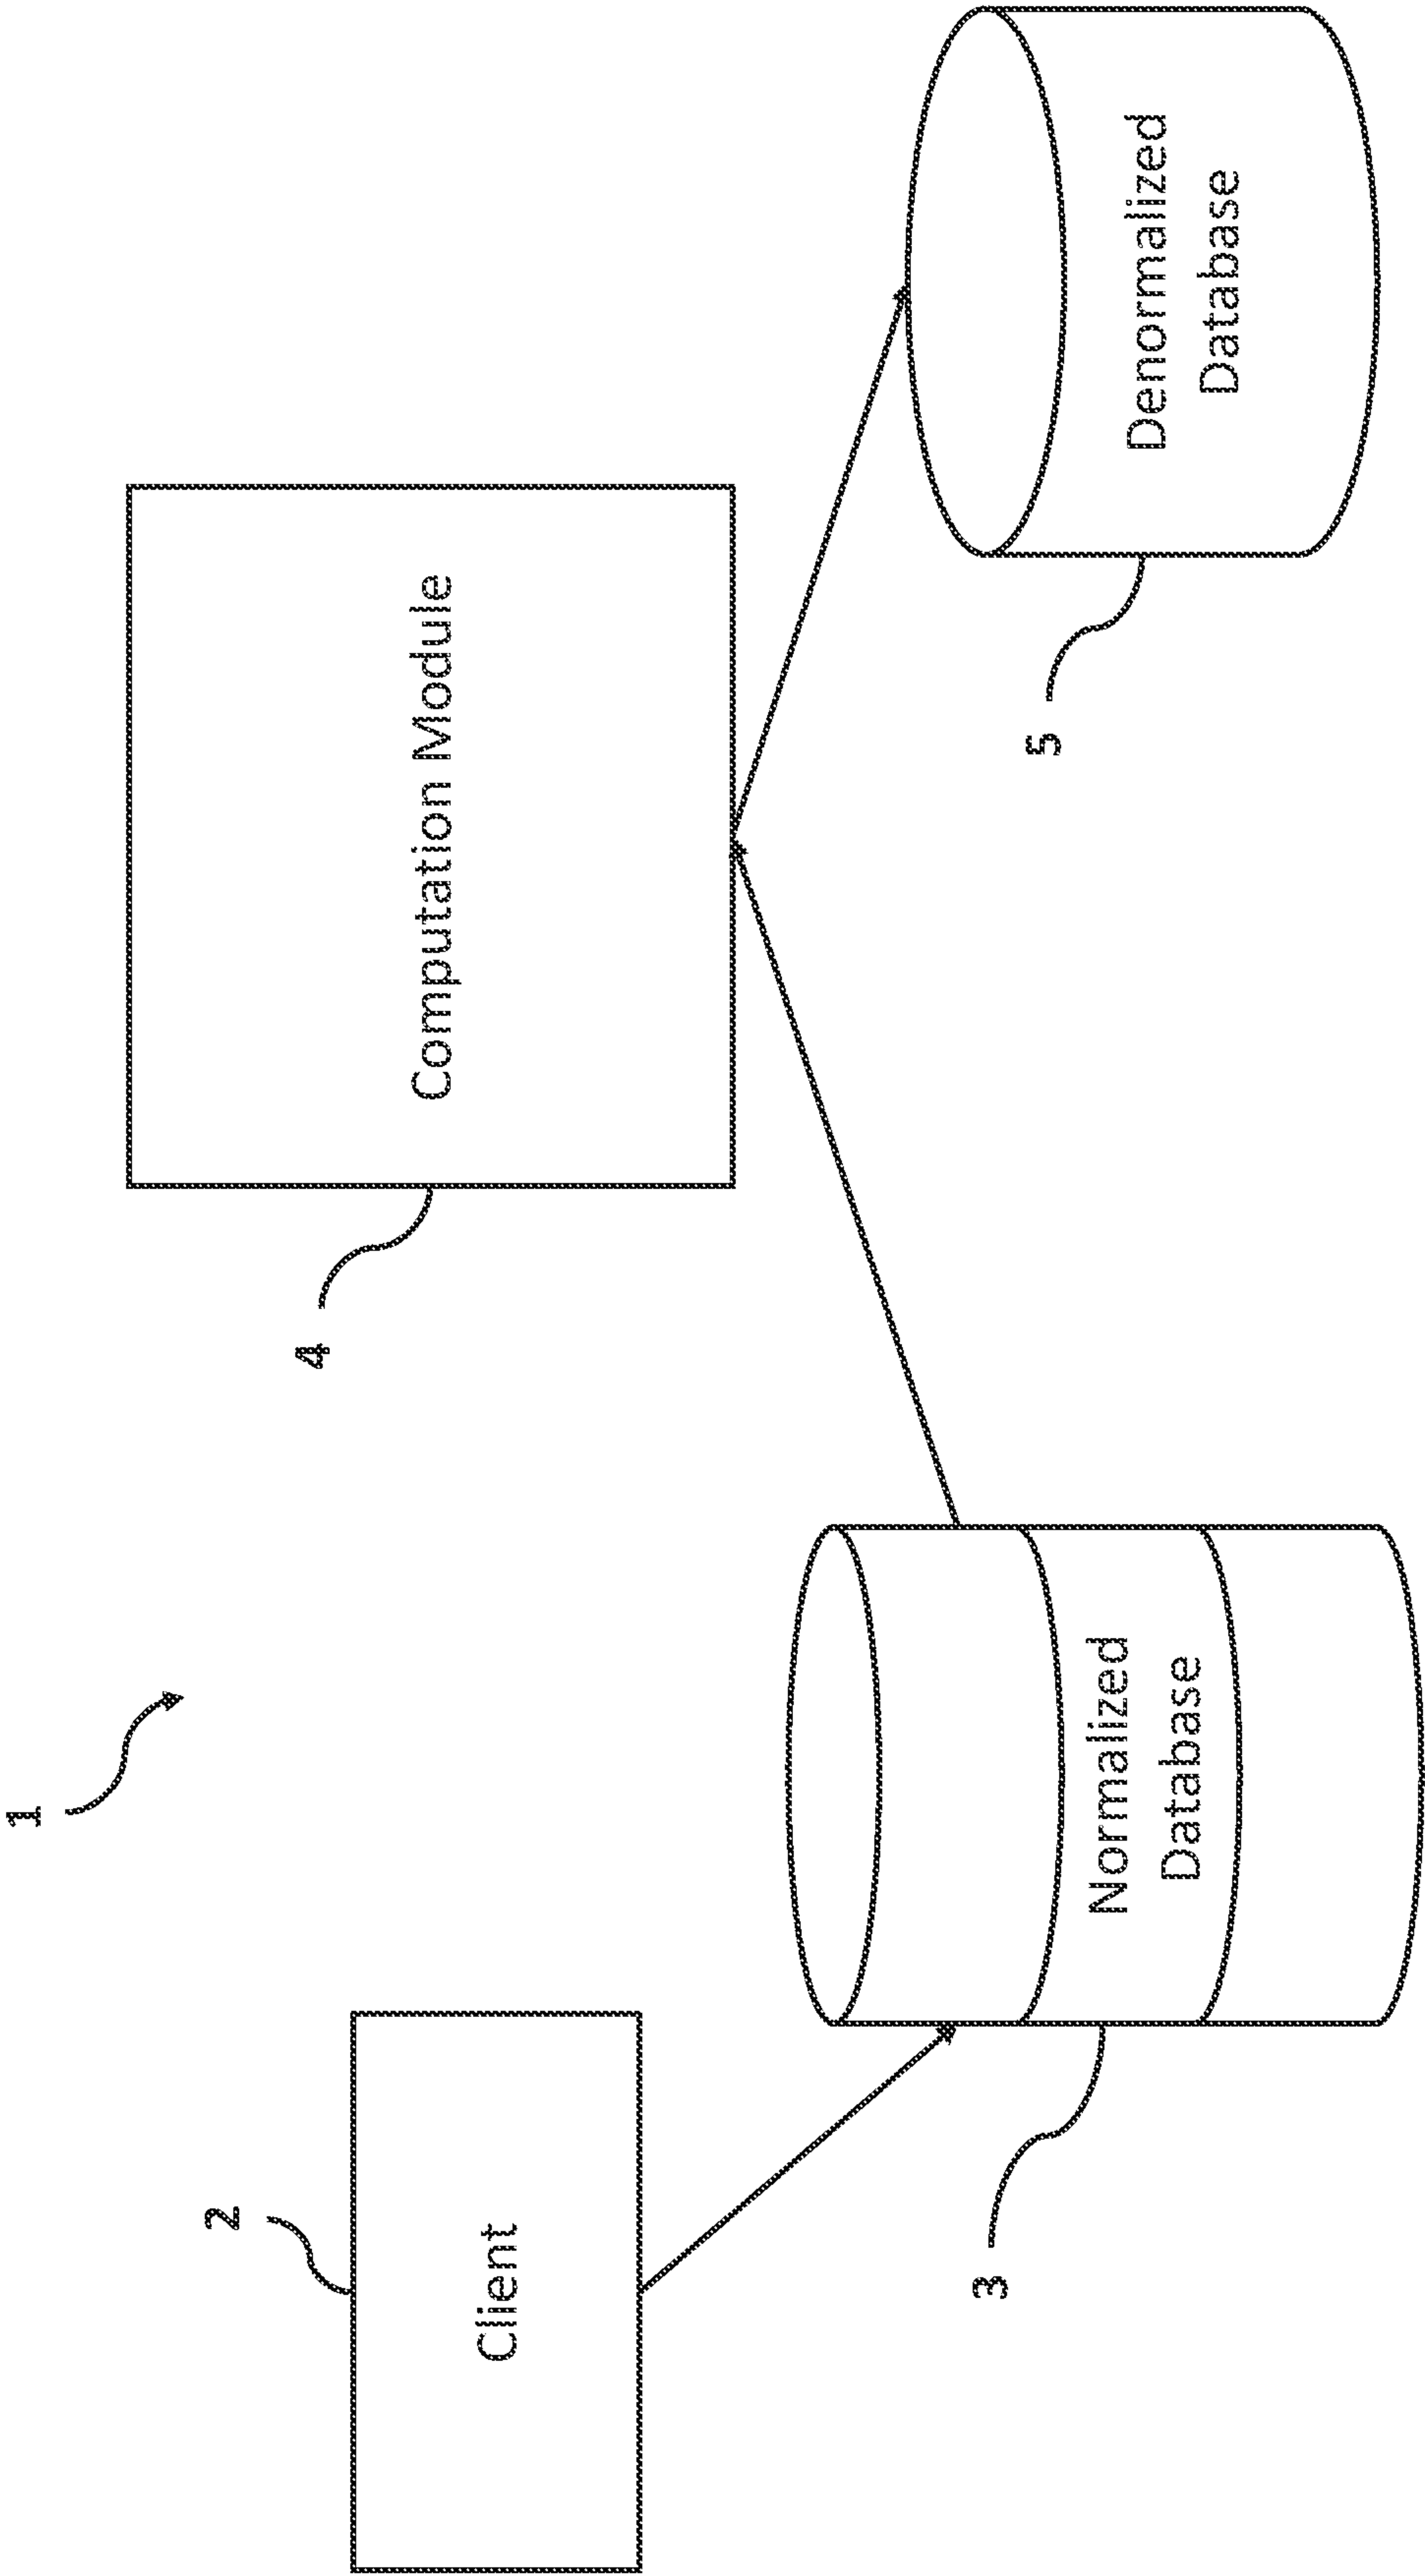 1
2
Client
3
Normalized
Database
4
Computation Module
5
Denormalized
Database